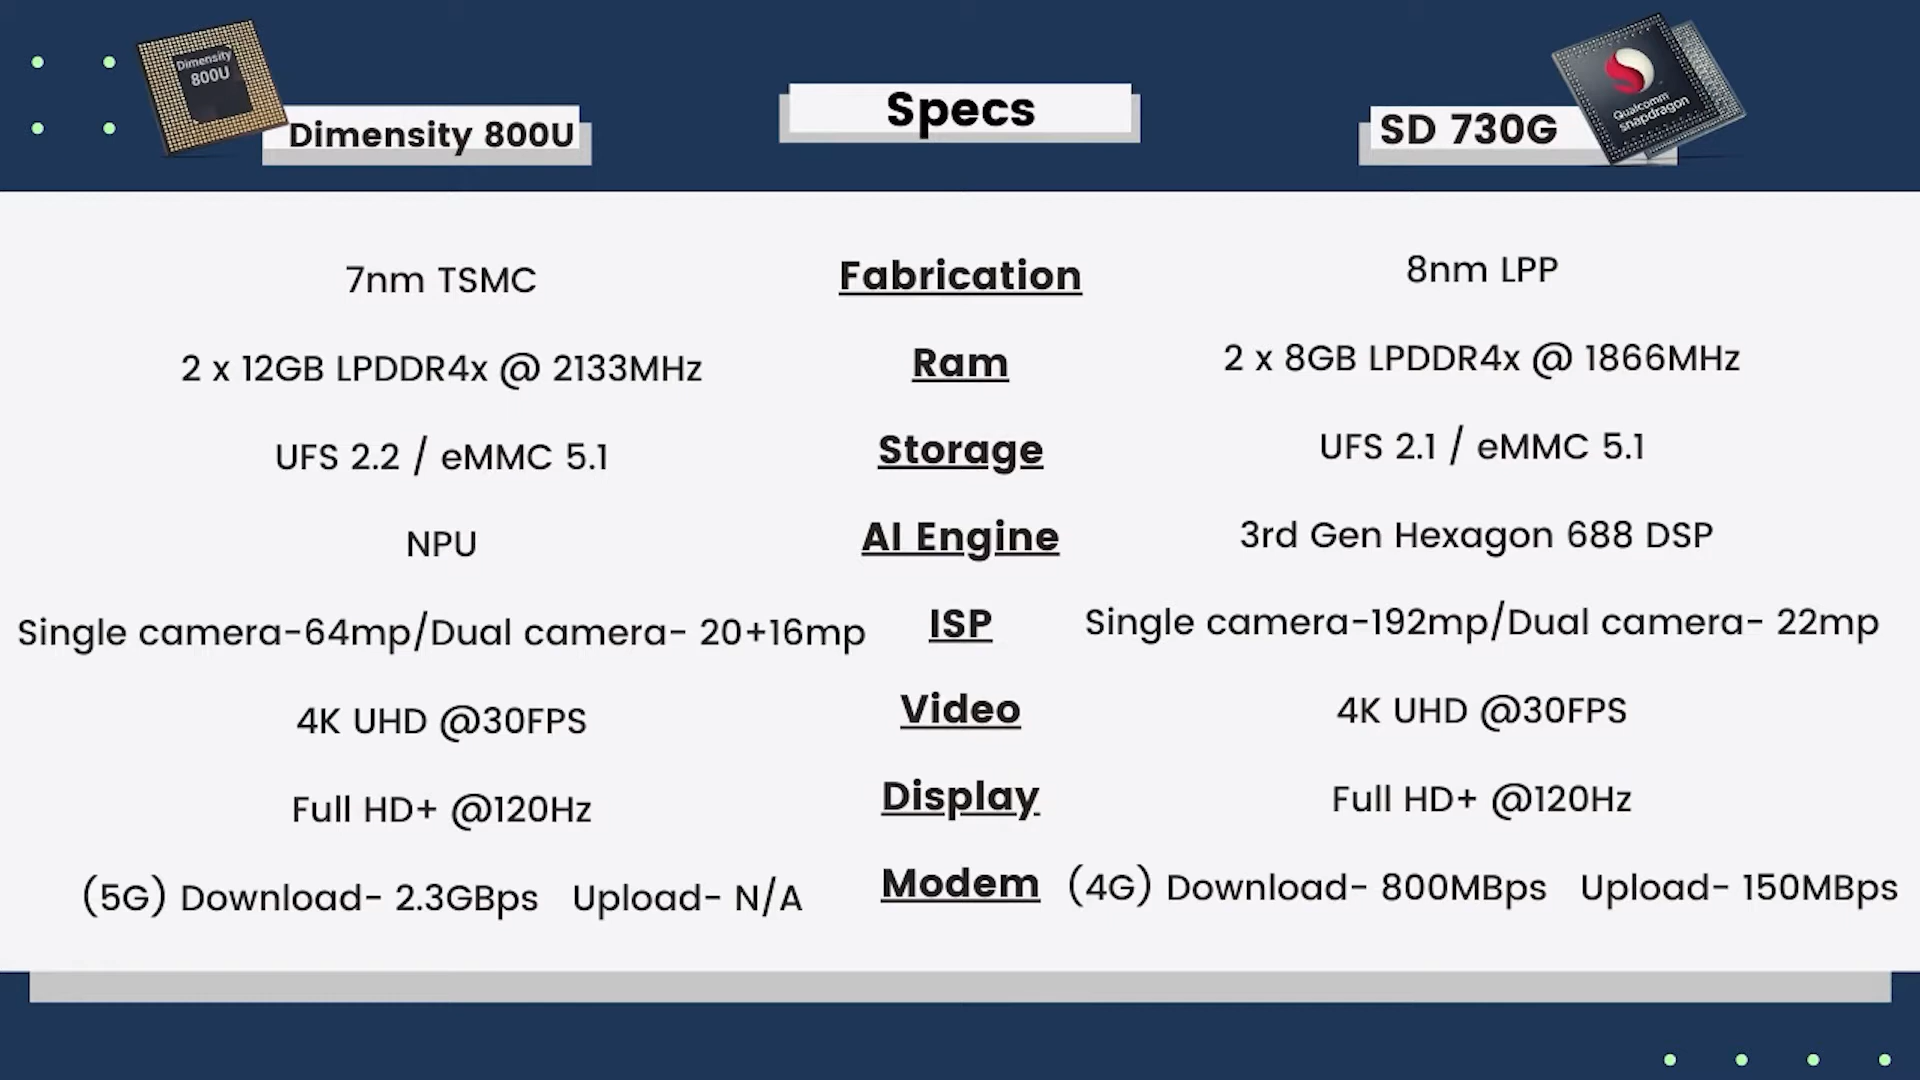 Dimensity
800U
Dimensity 800U
Specs
SD 730G
Qualcomm
snapdragon
7nm TSMC
Fabrication
8nm LPP
2 x 12GB LPDDR4x @ 2133MHz
Ram
2 x 8GB LPDDR4x @ 1866MHz
UFS 2.2 / eMMC 5.1
Storage
UFS 2.1 / eMMC 5.1
NPU
AI Engine
3rd Gen Hexagon 688 DSP
Single camera-64mp/Dual camera- 20+16mp
ISP
Single camera-192mp/Dual camera- 22mp
4K UHD @30FPS
Video
4K UHD @30FPS
Full HD+ @120Hz
Display
Full HD+ @120Hz
(5G) Download- 2.3GBps Upload- N/A
Modem
(4G) Download- 800MBps Upload- 150MBps